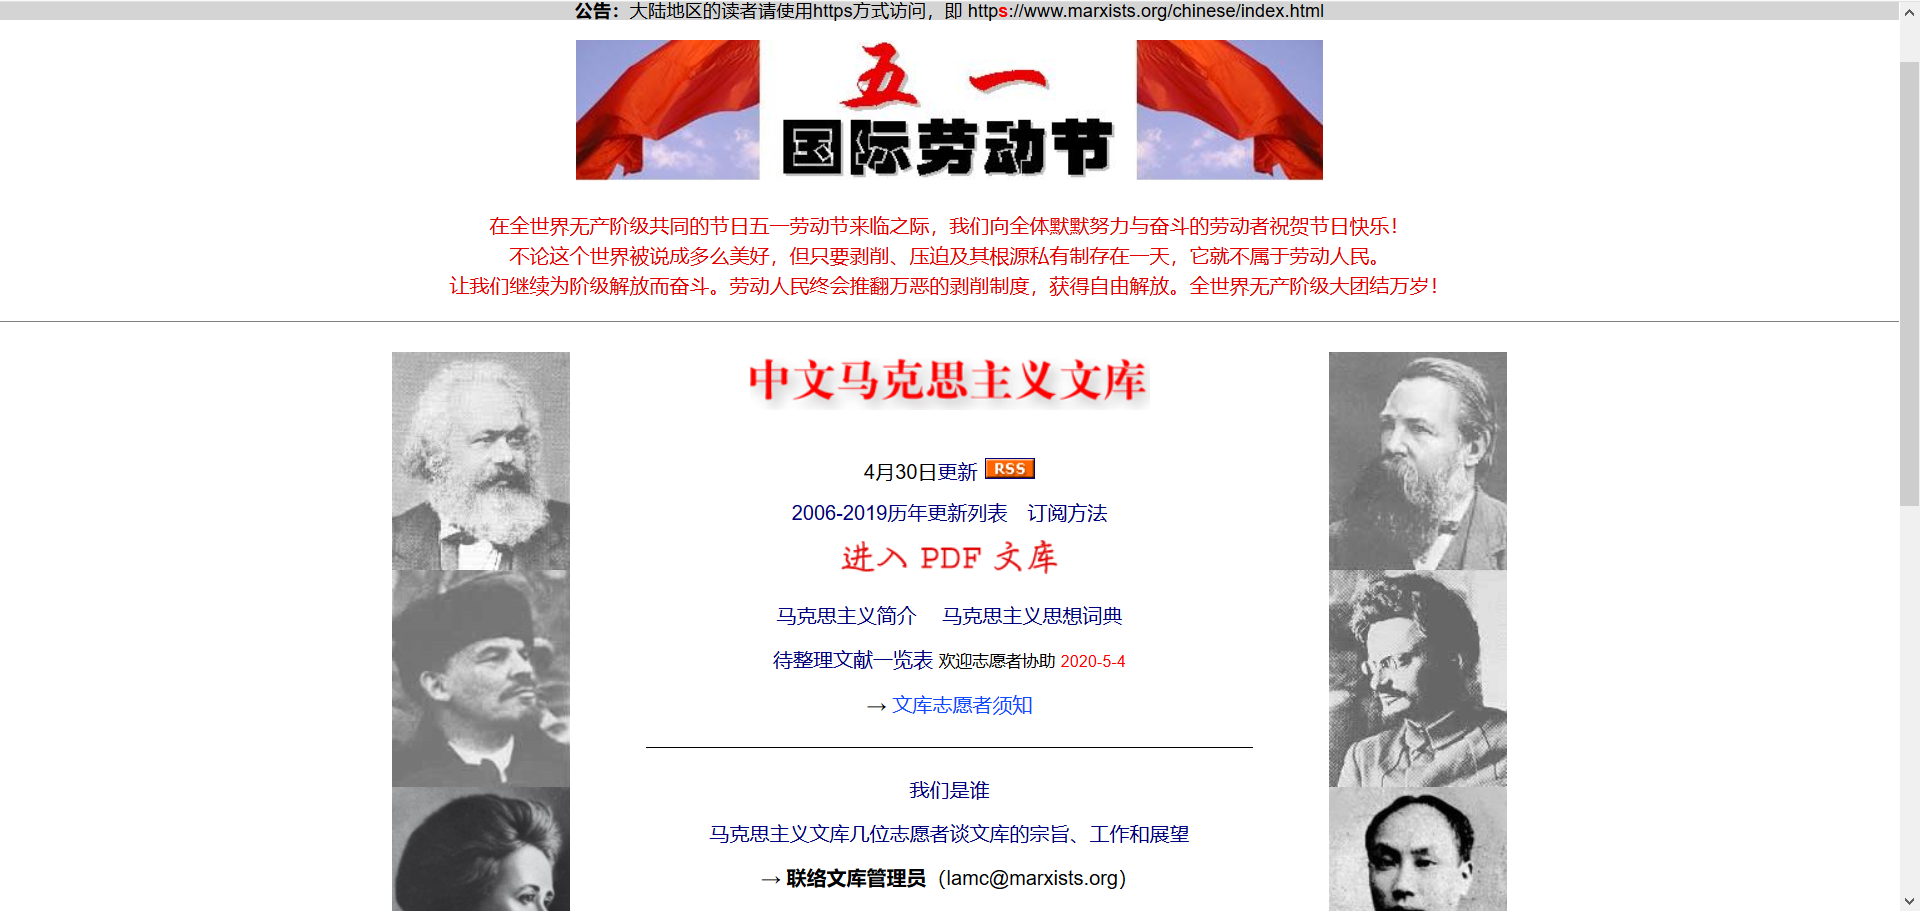 公告：大陆地区的读者请使用https方式访问，即 https://www.marxists.org/chinese/index.html
五一
国际劳动节
在全世界无产阶级共同的节日五一劳动节来临之际，我们向全体默默努力与奋斗的劳动者祝贺节日快乐！
不论这个世界被说成多么美好，但只要剥削、压迫及其根源私有制存在一天，它就不属于劳动人民。
让我们继续为阶级解放而奋斗。劳动人民终会推翻万恶的剥削制度，获得自由解放。全世界无产阶级大团结万岁！
中文马克思主义文库
4月30日更新 RSS
2006-2019历年更新列表 订阅方法
进入 PDF 文库
马克思主义简介 马克思主义思想词典
待整理文献一览表 欢迎志愿者协助 2020-5-4
→ 文库志愿者须知
我们是谁
马克思主义文库几位志愿者谈文库的宗旨、工作和展望
→ 联络文库管理员（lamc@marxists.org）